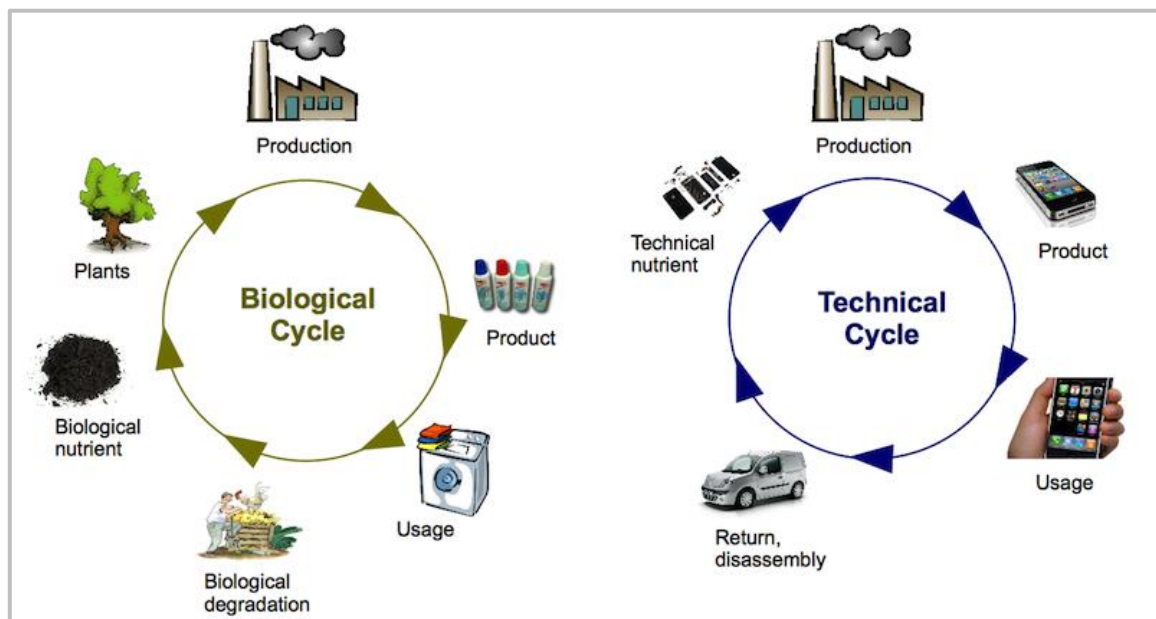 Production
Plants
Biological
Cycle
Product
Biological
nutrient
Usage
Biological
degradation
Production
Technical
nutrient
Product
Technical
Cycle
Usage
Return,
disassembly